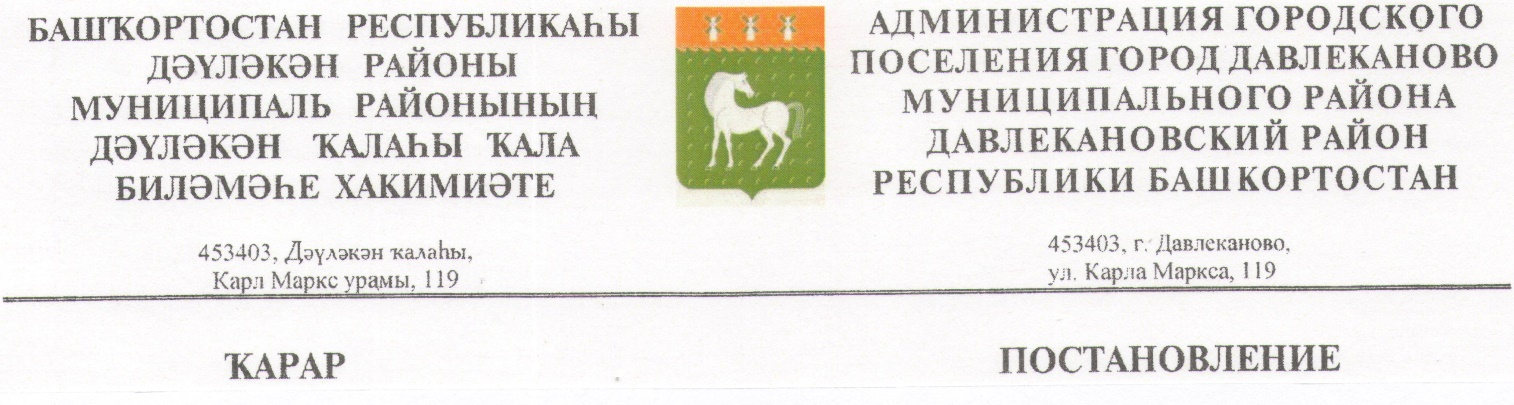 БАШҠОРТОСТАН РЕСПУБЛИКАҺЫ
ДӘҮЛӘКӘН РАЙОНЫ
МУНИЦИПАЛЬ РАЙОНЫНЫҢ
ДӘҮЛӘКӘН ҠАЛАҺЫ ҠАЛА
БИЛӘМӘҺЕ ХАКИМИӘТЕ
453403, Дәүләкән ҡалаһы,
Карл Маркс урамы, 119
ҠАРАР
АДМИНИСТРАЦИЯ ГОРОДСКОГО
ПОСЕЛЕНИЯ ГОРОД ДАВЛЕКАНОВО
МУНИЦИПАЛЬНОГО РАЙОНА
ДАВЛЕКАНОВСКИЙ РАЙОН
РЕСПУБЛИКИ БАШКОРТОСТАН
453403, г. Давлеканово,
ул. Карла Маркса, 119
ПОСТАНОВЛЕНИЕ